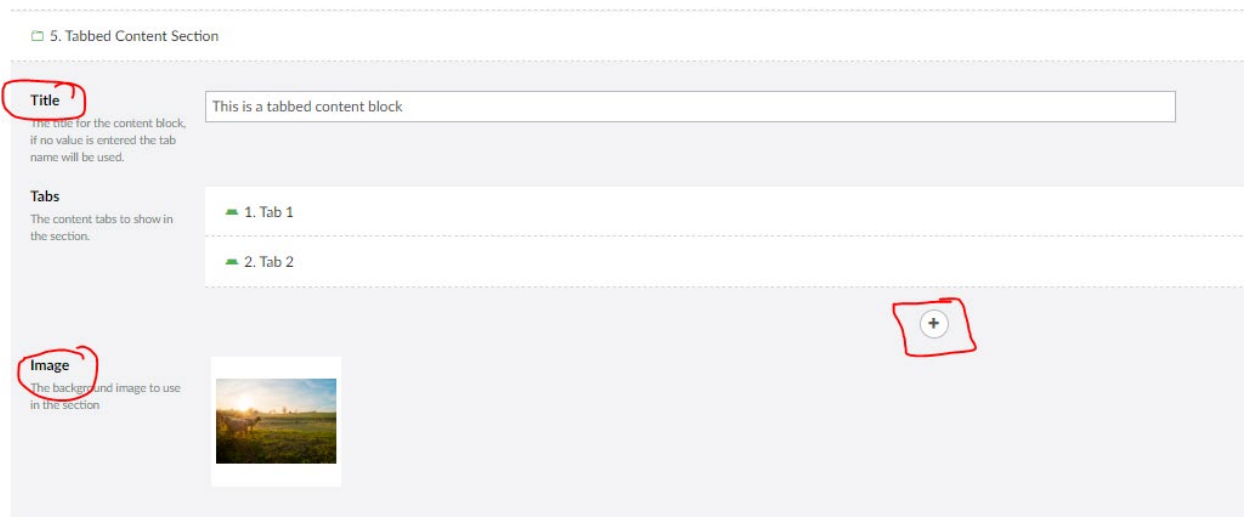 5. Tabbed Content Section
Title
This is a tabbed content block
The title for the content block,
if no value is entered the tab
name will be used.
Tabs
1. Tab 1
The content tabs to show in
the section.
2. Tab 2
+
Image
The background image to use
in the section